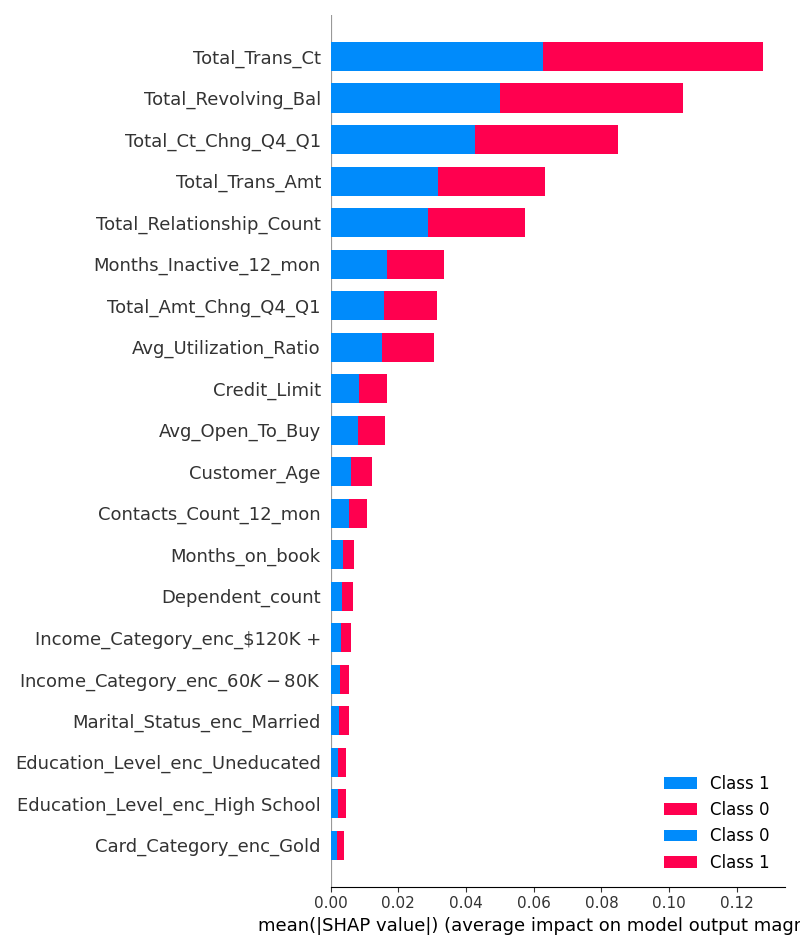 Total_Trans_Ct
Total_Revolving_Bal
Total_Ct_Chng_Q4_Q1
Total_Trans_Amt
Total_Relationship_Count
Months_Inactive_12_mon
Total_Amt_Chng_Q4_Q1
Avg_Utilization_Ratio
Credit_Limit
Avg_Open_To_Buy
Customer_Age
Contacts_Count_12_mon
Months_on_book
Dependent_count
Income_Category_enc_$120K +
Income_Category_enc_60K − 80K
Marital_Status_enc_Married
Education_Level_enc_Uneducated
Education_Level_enc_High School
Card_Category_enc_Gold
Class 1
Class 0
Class 0
Class 1
0.00 0.02 0.04 0.06 0.08 0.10 0.12
mean(|SHAP value|) (average impact on model output magr